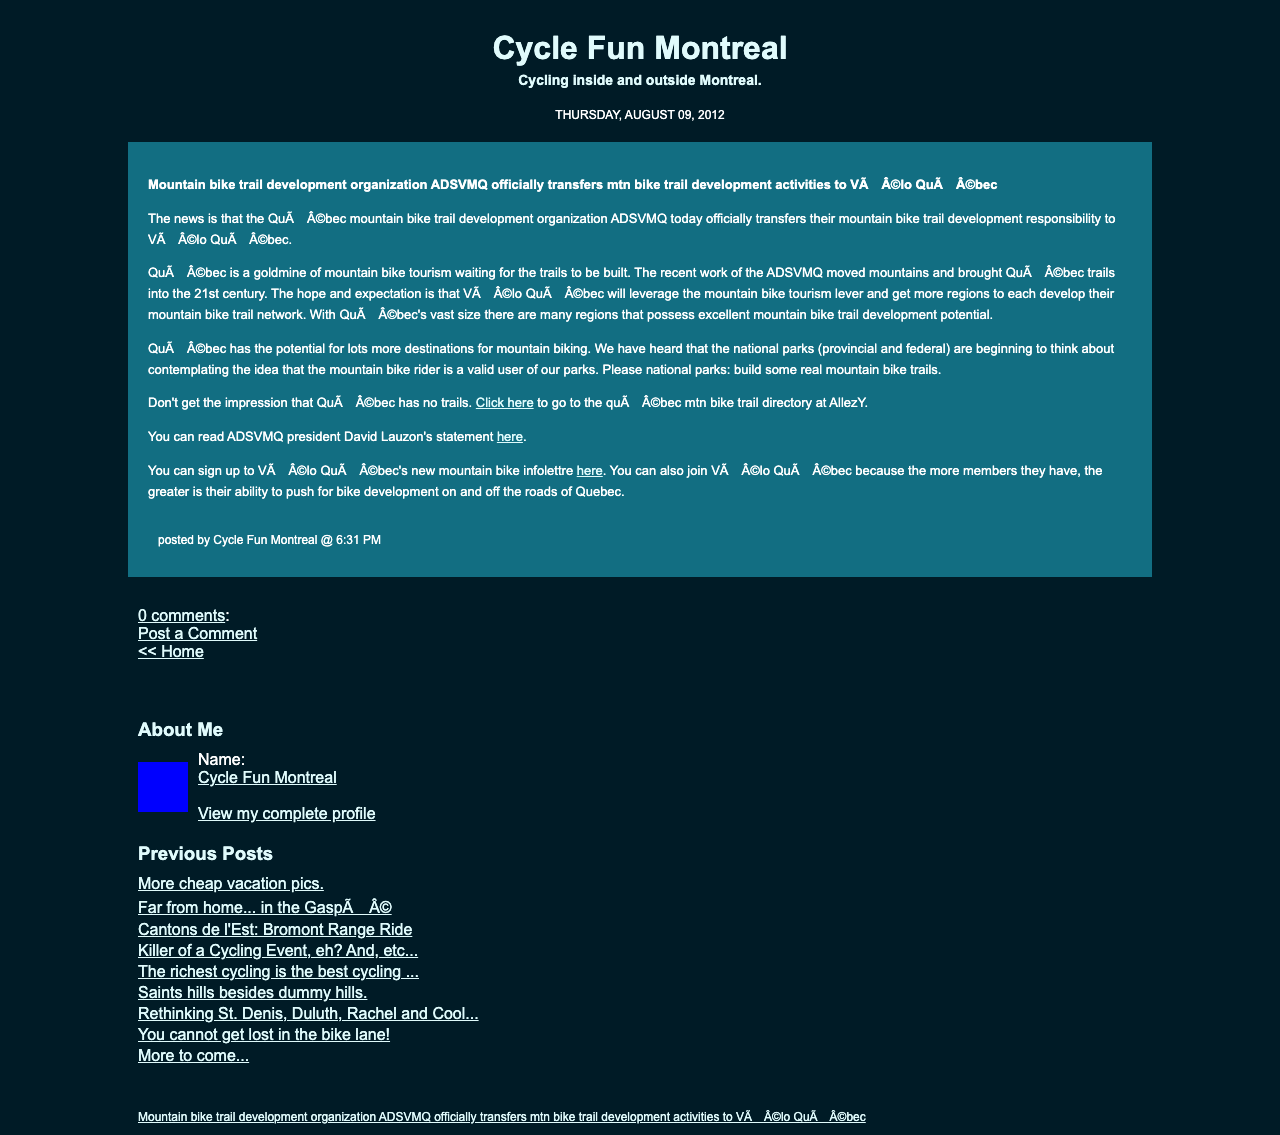 Cycle Fun Montreal
Cycling inside and outside Montreal.
THURSDAY, AUGUST 09, 2012
Mountain bike trail development organization ADSVMQ officially transfers mtn bike trail development activities to VÃ Â©lo QuÃ Â©bec
The news is that the QuÃ Â©bec mountain bike trail development organization ADSVMQ today officially transfers their mountain bike trail development responsibility to
VÃ Â©lo QuÃ Â©bec.
QuÃ Â©bec is a goldmine of mountain bike tourism waiting for the trails to be built. The recent work of the ADSVMQ moved mountains and brought QuÃ Â©bec trails
into the 21st century. The hope and expectation is that VÃ Â©lo QuÃ Â©bec will leverage the mountain bike tourism lever and get more regions to each develop their
mountain bike trail network. With QuÃ Â©bec's vast size there are many regions that possess excellent mountain bike trail development potential.
QuÃ Â©bec has the potential for lots more destinations for mountain biking. We have heard that the national parks (provincial and federal) are beginning to think about
contemplating the idea that the mountain bike rider is a valid user of our parks. Please national parks: build some real mountain bike trails.
Don't get the impression that QuÃ Â©bec has no trails. Click here to go to the quÃ Â©bec mtn bike trail directory at AllezY.
You can read ADSVMQ president David Lauzon's statement here.
You can sign up to VÃ Â©lo QuÃ Â©bec's new mountain bike infolettre here. You can also join VÃ Â©lo QuÃ Â©bec because the more members they have, the
greater is their ability to push for bike development on and off the roads of Quebec.
posted by Cycle Fun Montreal @ 6:31 PM
0 comments:
Post a Comment
<< Home
About Me
Name:
Cycle Fun Montreal
View my complete profile
Previous Posts
More cheap vacation pics.
Far from home... in the GaspÃ Â©
Cantons de l'Est: Bromont Range Ride
Killer of a Cycling Event, eh? And, etc...
The richest cycling is the best cycling ...
Saints hills besides dummy hills.
Rethinking St. Denis, Duluth, Rachel and Cool...
You cannot get lost in the bike lane!
More to come...
Mountain bike trail development organization ADSVMQ officially transfers mtn bike trail development activities to VÃ Â©lo QuÃ Â©bec